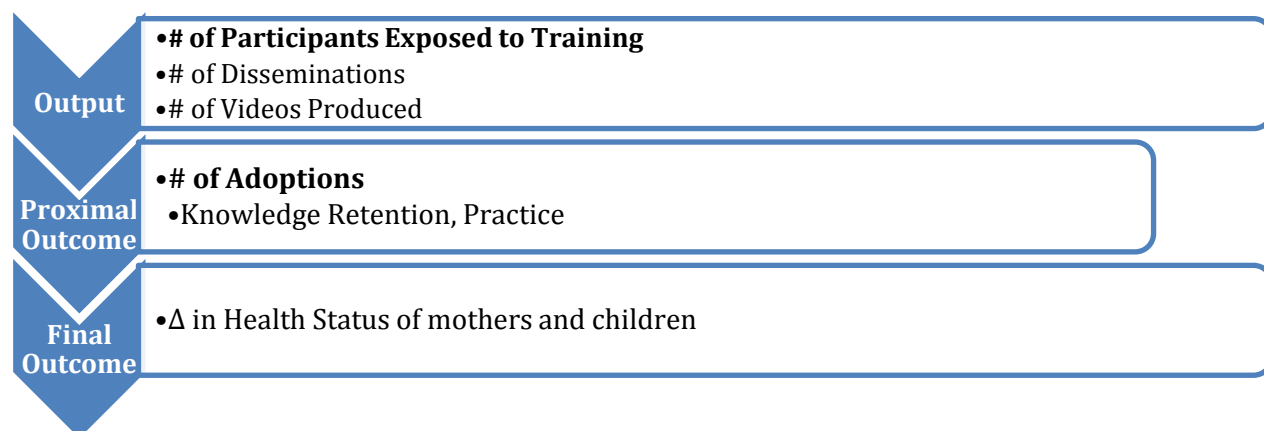 Output
•# of Participants Exposed to Training
•# of Disseminations
•# of Videos Produced
Proximal
Outcome
•# of Adoptions
•Knowledge Retention, Practice
Final
Outcome
•Δ in Health Status of mothers and children